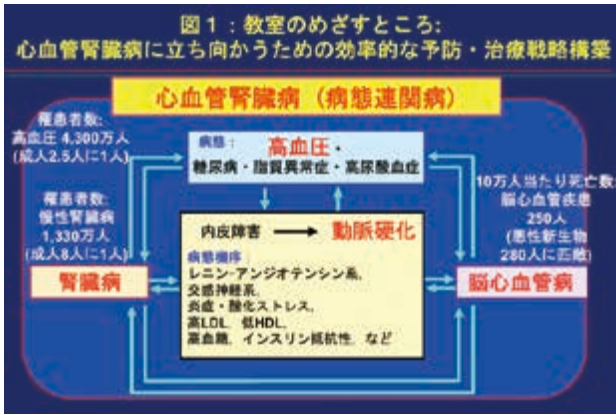 図1：教室のめざすところ:
心血管腎臓病に立ち向かうための効率的な予防・治療戦略構築
心血管腎臓病（病態連関病）
罹患者数:
高血圧 4,300万人
(成人2.5人に1人)
病態：
高血圧・
糖尿病・脂質異常症・高尿酸血症
10万人当たり死亡数:
脳心血管疾患
250人
(悪性新生物
280人に匹敵)
罹患者数:
慢性腎臓病
1,330万人
(成人8人に1人)
腎臓病
内皮障害 → 動脈硬化
病態機序：
レニン-アンジオテンシン系,
交感神経系,
炎症・酸化ストレス,
高LDL, 低HDL,
高血糖, インスリン抵抗性, など
脳心血管病